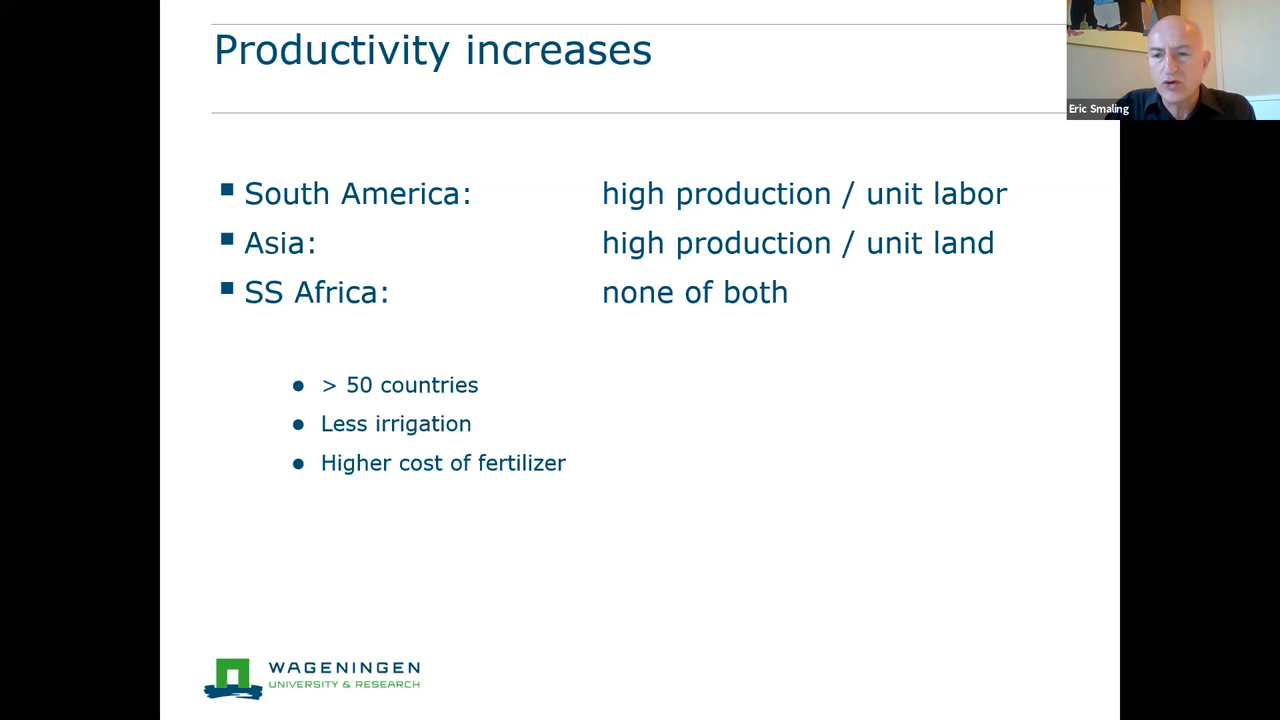 Productivity increases
Eric Smaling
South America: high production / unit labor
Asia: high production / unit land
SS Africa: none of both
> 50 countries
Less irrigation
Higher cost of fertilizer
WAGENINGEN
UNIVERSITY & RESEARCH